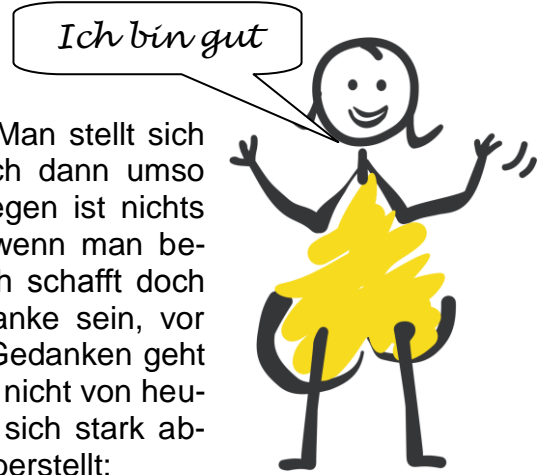 Ich bin gut
Man stellt sich
ch dann umso
egen ist nichts
wenn man be-
h schafft doch
anke sein, vor
Gedanken geht
nicht von heu-
sich stark ab-
perstellt: